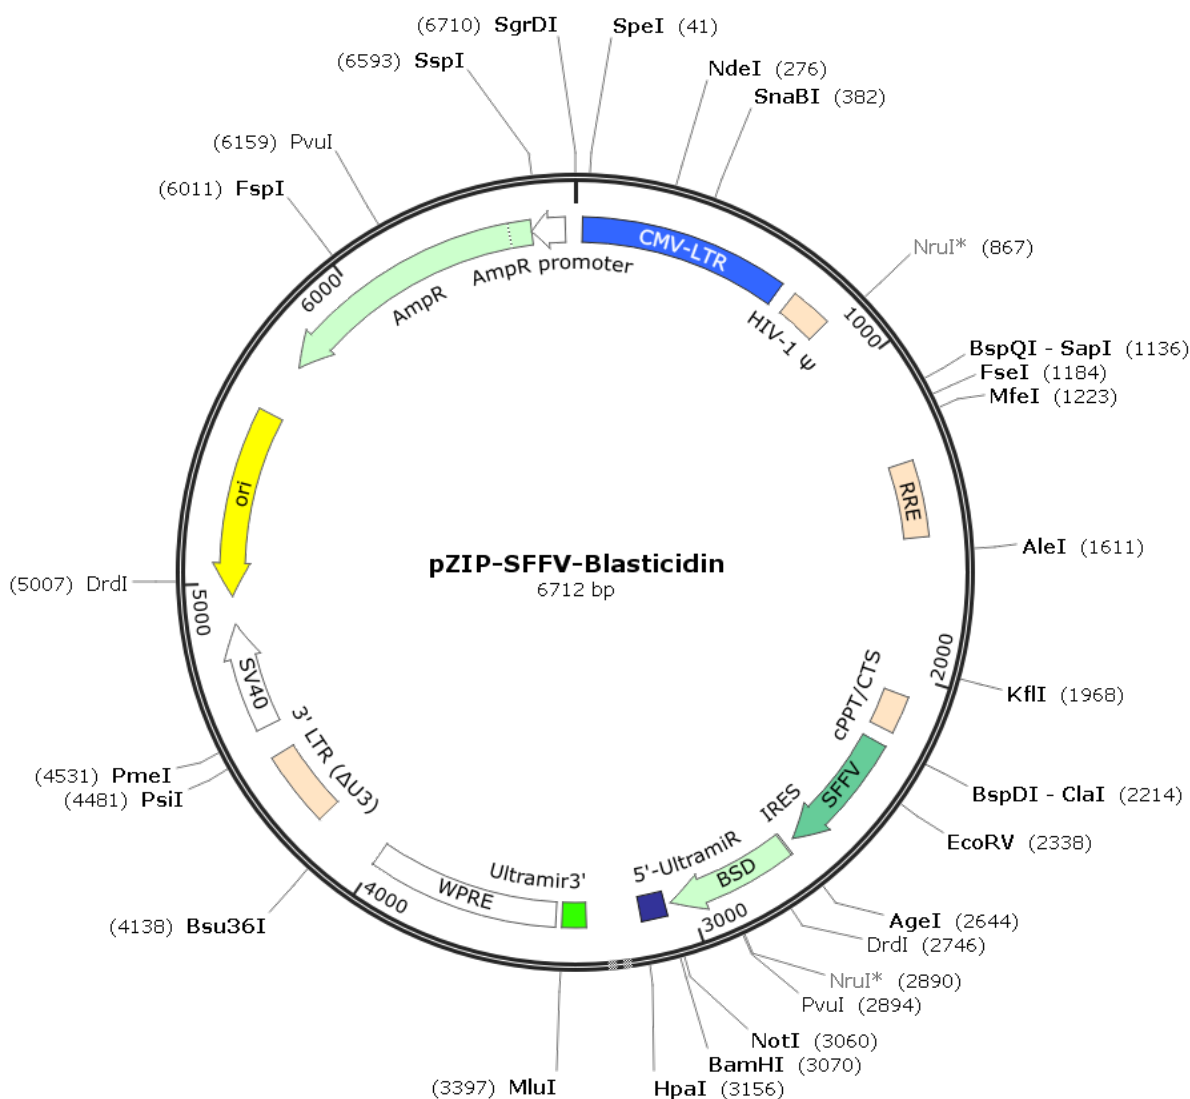 (6710) SgrDI
SpeI (41)
(6593) SspI
NdeI (276)
SnaBI (382)
(6159) PvuI
(6011) FspI
CMV-LTR
NruI* (867)
AmpR promoter
AmpR
6000
HIV-1 Ψ
1000
BspQI - SapI (1136)
FseI (1184)
MfeI (1223)
RRE
ori
AleI (1611)
pZIP-SFFV-Blasticidin
6712 bp
(5007) DrdI
5000
2000
cPPT/CTS
KflI (1968)
SV40
3' LTR (ΔU3)
SFFV
IRES
(4531) PmeI
(4481) PsiI
BspDI - ClaI (2214)
EcoRV (2338)
5'-UltramiR
BSD
Ultramir3'
WPRE
4000
3000
(4138) Bsu36I
AgeI (2644)
DrdI (2746)
NruI* (2890)
PvuI (2894)
NotI (3060)
BamHI (3070)
(3397) MluI
HpaI (3156)